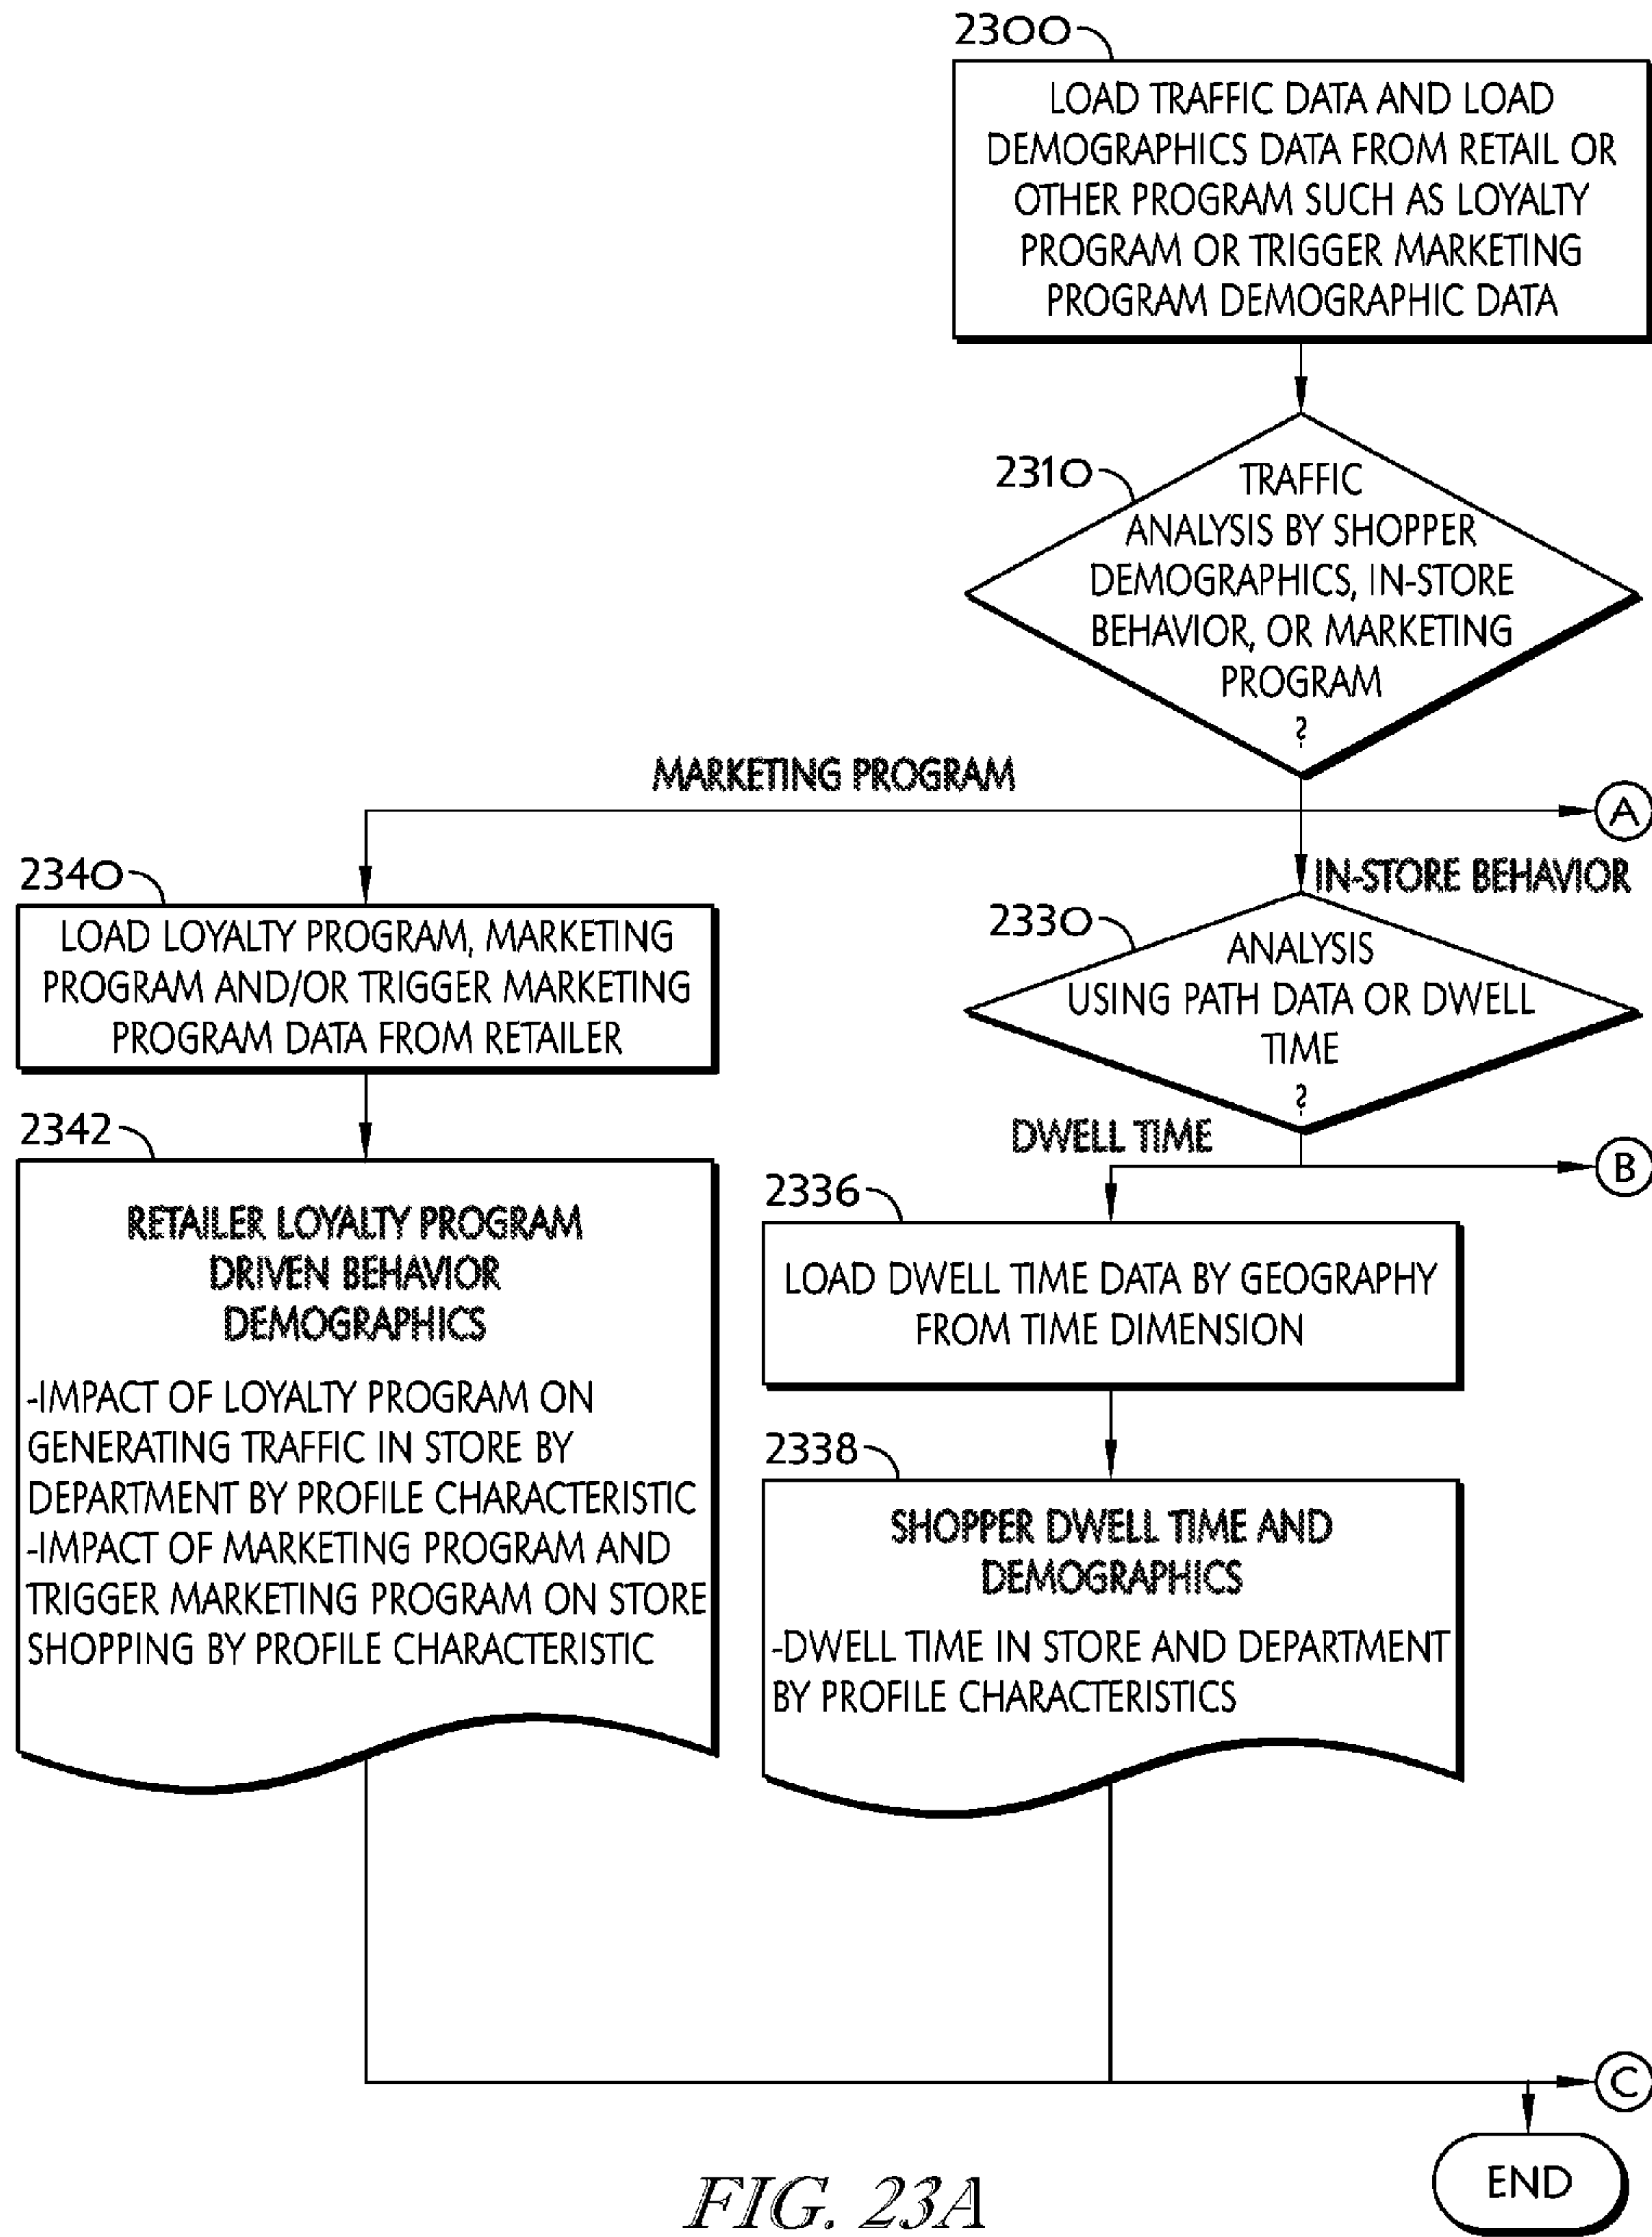 2300
LOAD TRAFFIC DATA AND LOAD
DEMOGRAPHICS DATA FROM RETAIL OR
OTHER PROGRAM SUCH AS LOYALTY
PROGRAM OR TRIGGER MARKETING
PROGRAM DEMOGRAPHIC DATA
2310
TRAFFIC
ANALYSIS BY SHOPPER
DEMOGRAPHICS, IN-STORE
BEHAVIOR, OR MARKETING
PROGRAM
?
MARKETING PROGRAM
A
IN-STORE BEHAVIOR
2340
LOAD LOYALTY PROGRAM, MARKETING
PROGRAM AND/OR TRIGGER MARKETING
PROGRAM DATA FROM RETAILER
2330
ANALYSIS
USING PATH DATA OR DWELL
TIME
?
DWELL TIME
B
2342
RETAILER LOYALTY PROGRAM
DRIVEN BEHAVIOR
DEMOGRAPHICS
-IMPACT OF LOYALTY PROGRAM ON
GENERATING TRAFFIC IN STORE BY
DEPARTMENT BY PROFILE CHARACTERISTIC
-IMPACT OF MARKETING PROGRAM AND
TRIGGER MARKETING PROGRAM ON STORE
SHOPPING BY PROFILE CHARACTERISTIC
2336
LOAD DWELL TIME DATA BY GEOGRAPHY
FROM TIME DIMENSION
2338
SHOPPER DWELL TIME AND
DEMOGRAPHICS
-DWELL TIME IN STORE AND DEPARTMENT
BY PROFILE CHARACTERISTICS
C
END
FIG. 23A